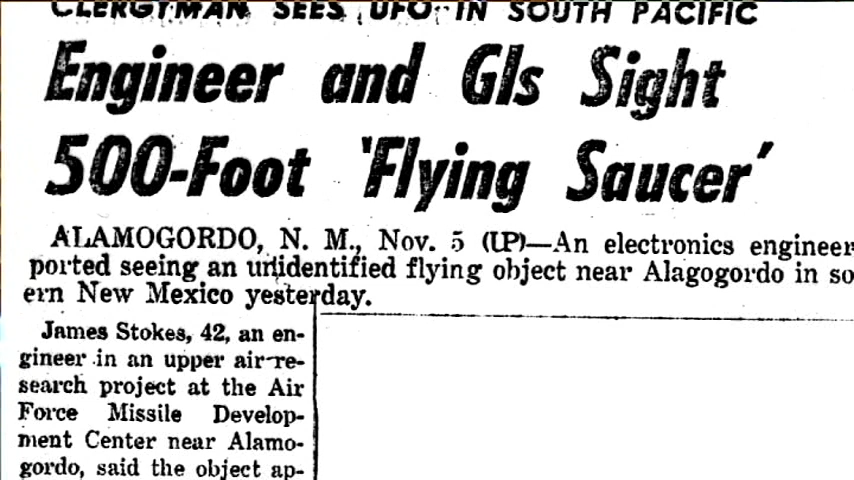 CLERGYMAN SEES 'UFO' IN SOUTH PACIFIC
Engineer and GIs Sight
500-Foot 'Flying Saucer'
ALAMOGORDO, N. M., Nov. 5 (UP)—An electronics engineer
ported seeing an unidentified flying object near Alagogordo in so
ern New Mexico yesterday.
James Stokes, 42, an en-
gineer in an upper air re-
search project at the Air
Force Missile Develop-
ment Center near Alamo-
gordo, said the object ap-